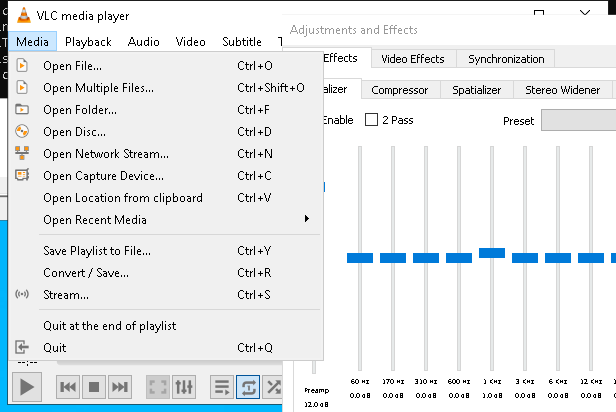 VLC media player
Adjustments and Effects
Media Playback Audio Video Subtitle T
Effects Video Effects Synchronization
alizer Compressor Spatializer Stereo Widener
Enable 2 Pass Preset
Open File... Ctrl+O
Open Multiple Files... Ctrl+Shift+O
Open Folder... Ctrl+F
Open Disc... Ctrl+D
Open Network Stream... Ctrl+N
Open Capture Device... Ctrl+C
Open Location from clipboard Ctrl+V
Open Recent Media
Save Playlist to File... Ctrl+Y
Convert / Save... Ctrl+R
Stream... Ctrl+S
Quit at the end of playlist
Quit Ctrl+Q
--:--
60 Hz 170 Hz 310 Hz 600 Hz 1 KHz 3 KHz 6 KHz 12 KHz
Preamp 0.0 dB 0.0 dB 0.0 dB 0.0 dB 1.0 dB 0.0 dB 0.0 dB 0.0 dB
12.0 dB